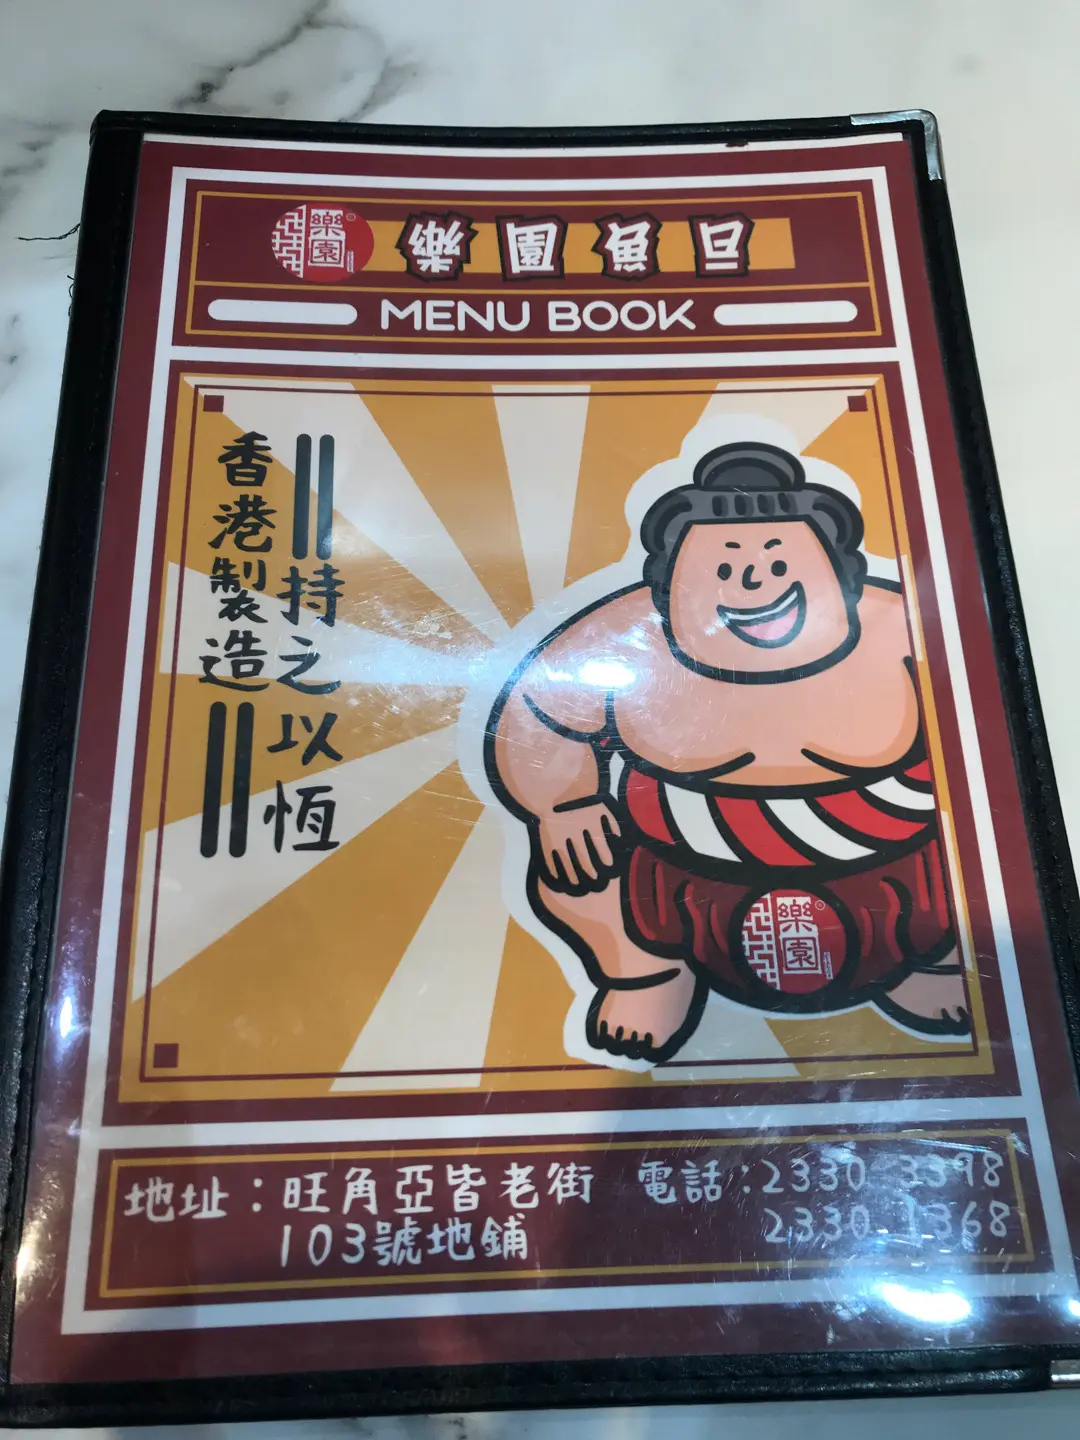 樂園
樂園魚旦
MENU BOOK
持之以恆
香港製造
樂園
地址：旺角亞皆老街 電話：2330 3398
103號地鋪 2330 1368